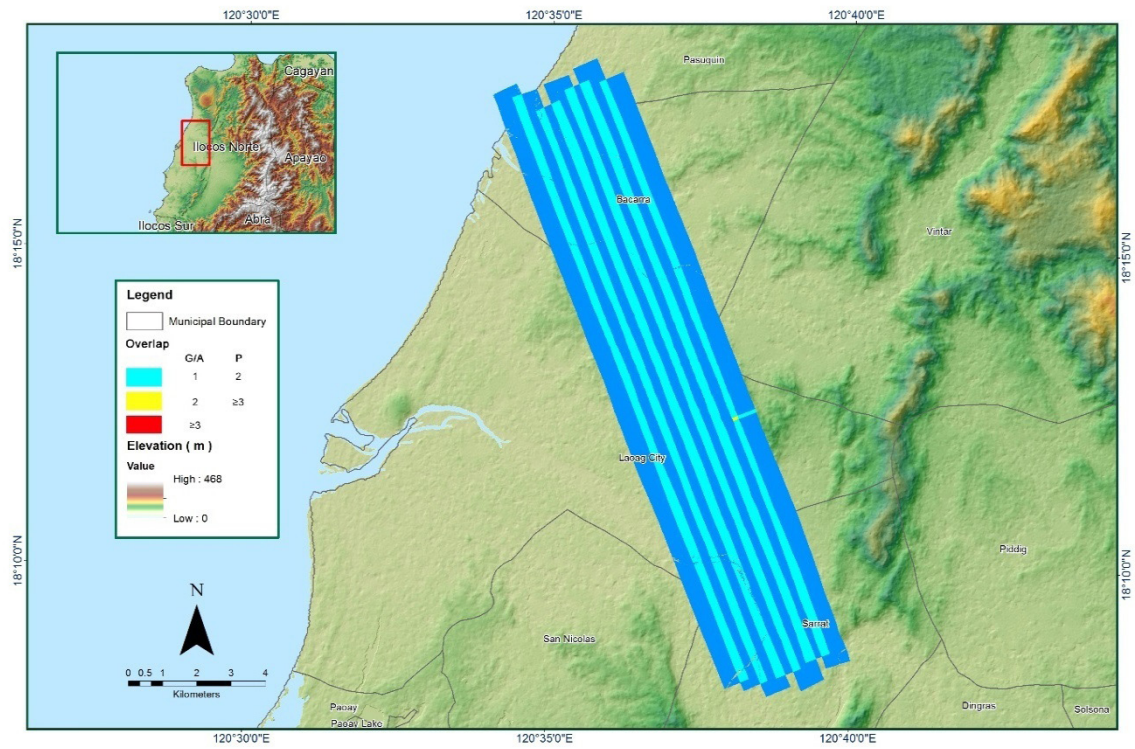 120°30'0"E
120°35'0"E
120°40'0"E
Pasuquin
Cagayan
Ilocos Norte
Apayao
Abra
Ilocos Sur
Bacarra
Vintar
18°15'0"N
18°15'0"N
Legend
Municipal Boundary
Overlap
G/A P
1 2
2 ≥3
≥3
Elevation ( m )
Value
High : 468
Low : 0
Laoag City
18°10'0"N
18°10'0"N
Piddig
N
San Nicolas
Sarrat
0 0.5 1 2 3 4
Kilometers
Paoay
Paoay Lake
Dingras
Solsona
120°30'0"E
120°35'0"E
120°40'0"E